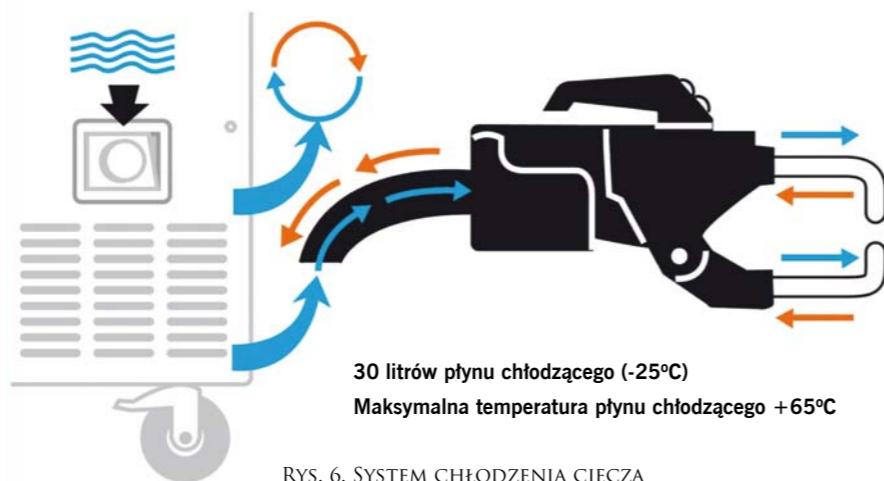 30 litrów płynu chłodzącego (-25ºC)
Maksymalna temperatura płynu chłodzącego +65ºC
Rys. 6. System chłodzenia cieczą